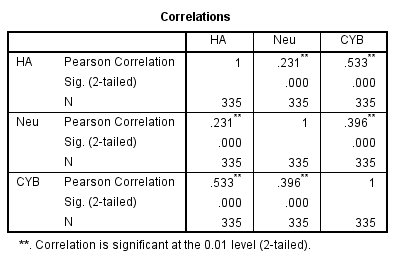 Correlations
HA Neu CYB
HA Pearson Correlation 1 .231** .533**
Sig. (2-tailed) .000 .000
N 335 335 335
Neu Pearson Correlation .231** 1 .396**
Sig. (2-tailed) .000 .000
N 335 335 335
CYB Pearson Correlation .533** .396** 1
Sig. (2-tailed) .000 .000
N 335 335 335
**. Correlation is significant at the 0.01 level (2-tailed).